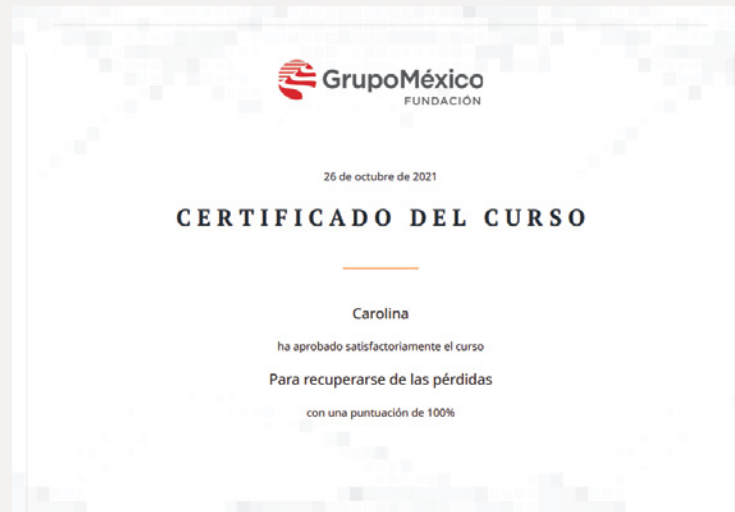 GrupoMéxico
FUNDACIÓN
26 de octubre de 2021
CERTIFICADO DEL CURSO
Carolina
ha aprobado satisfactoriamente el curso
Para recuperarse de las pérdidas
con una puntuación de 100%